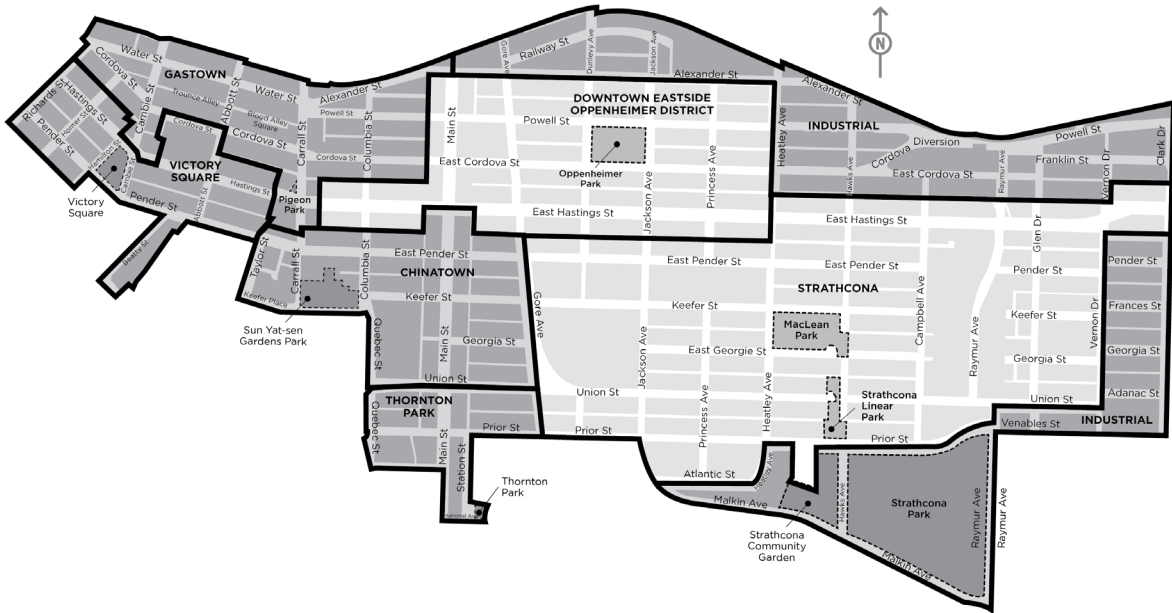 N
Water St
Cordova St
GASTOWN
Richards St
Hastings St
Homer St
Pender St
Hamilton St
Cambie St
Trounce Alley
Abbott St
Water St
Blood Alley
Square
Alexander St
Powell St
Cordova St
Cordova St
Cordova St
Carrall St
Columbia St
VICTORY
SQUARE
Hastings St
Cambie St
Abbott St
Pender St
Victory
Square
Beatty St
Pigeon
Park
Main St
Gore Ave
Railway St
Dunlevy Ave
Jackson Ave
Alexander St
DOWNTOWN EASTSIDE
OPPENHEIMER DISTRICT
Powell St
East Cordova St
Oppenheimer
Park
Jackson Ave
Princess Ave
East Hastings St
Heatley Ave
Alexander St
INDUSTRIAL
Hawks Ave
Cordova
Diversion
East Cordova St
Raymur Ave
Powell St
Franklin St
Vernon Dr
Clark Dr
Taylor St
Carrall St
Columbia St
East Pender St
CHINATOWN
Keefer Place
Keefer St
Sun Yat-sen
Gardens Park
Quebec St
Main St
Georgia St
Union St
Gore Ave
East Hastings St
Glen Dr
East Pender St
East Pender St
Pender St
Pender St
STRATHCONA
Keefer St
MacLean
Park
Campbell Ave
Raymur Ave
Keefer St
Vernon Dr
Frances St
Jackson Ave
East Georgie St
Georgia St
Georgia St
Union St
Princess Ave
Heatley Ave
Strathcona
Linear
Park
Union St
Adanac St
THORNTON
PARK
Quebec St
Main St
Station St
Prior St
Prior St
Prior St
Venables St
INDUSTRIAL
Thornton
Park
National Ave
Atlantic St
Heatley Ave
Malkin Ave
Hawks Ave
Strathcona
Park
Raymur Ave
Raymur Ave
Strathcona
Community
Garden
Malkin Ave